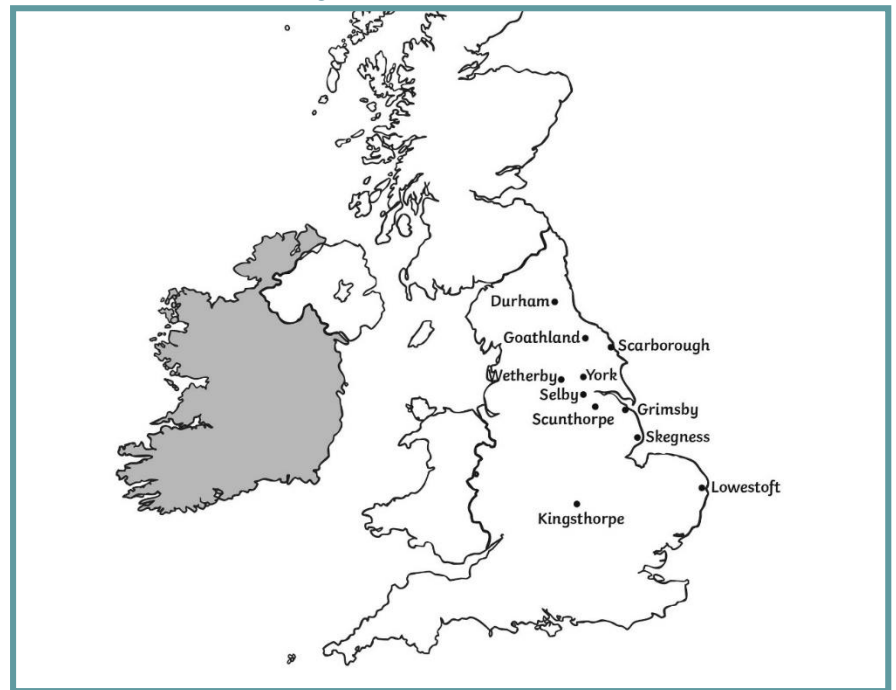 Durham
Goathland
Scarborough
Wetherby
York
Selby
Scunthorpe
Grimsby
Skegness
Lowestoft
Kingsthorpe